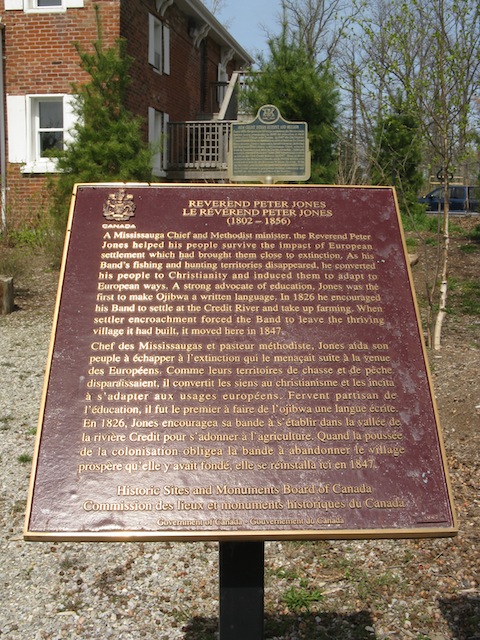 REVEREND PETER JONES
LE RÉVÉREND PETER JONES
(1802 – 1856)
CANADA
A Mississauga Chief and Methodist minister, the Reverend Peter
Jones helped his people survive the impact of European
settlement which had brought them close to extinction. As his
Band's fishing and hunting territories disappeared, he converted
his people to Christianity and induced them to adapt to
European ways. A strong advocate of education, Jones was the
first to make Ojibwa a written language. In 1826 he encouraged
his Band to settle at the Credit River and take up farming. When
settler encroachment forced the Band to leave the thriving
village it had built, it moved here in 1847.
Chef des Mississaugas et pasteur méthodiste, Jones aida son
peuple à échapper à l'extinction qui le menaçait suite à la venue
des Européens. Comme leurs territoires de chasse et de pêche
disparaissaient, il convertit les siens au christianisme et les incita
à s'adapter aux usages européens. Fervent partisan de
l'éducation, il fut le premier à faire de l'ojibwa une langue écrite.
En 1826, Jones encouragea sa bande à s'établir dans la vallée de
la rivière Credit pour s'adonner à l'agriculture. Quand la poussée
de la colonisation obligea la bande à abandonner le village
prospère qu'elle y avait fondé, elle se réinstalla ici en 1847.
Historic Sites and Monuments Board of Canada
Commission des lieux et monuments historiques du Canada
Government of Canada - Gouvernement du Canada